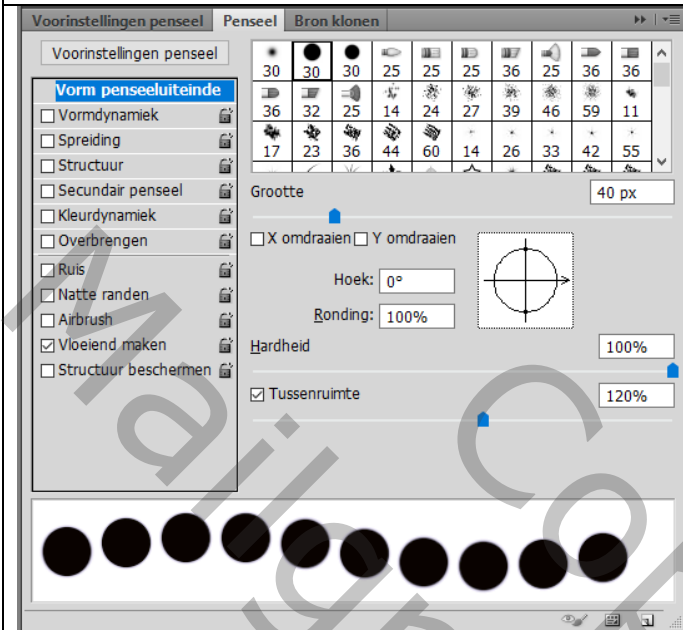 Voorinstellingen penseel Penseel Bron klonen
Voorinstellingen penseel
30 30 30 25 25 25 36 25 36 36
36 32 25 14 24 27 39 46 59 11
17 23 36 44 60 14 26 33 42 55
Vorm penseeluiteinde
Vormdynamiek
Spreiding
Structuur
Secundair penseel
Kleurdynamiek
Overbrengen
Ruis
Natte randen
Airbrush
Vloeiend maken
Structuur beschermen
Grootte 40 px
X omdraaien Y omdraaien
Hoek: 0°
Ronding: 100%
Hardheid 100%
Tussenruimte 120%